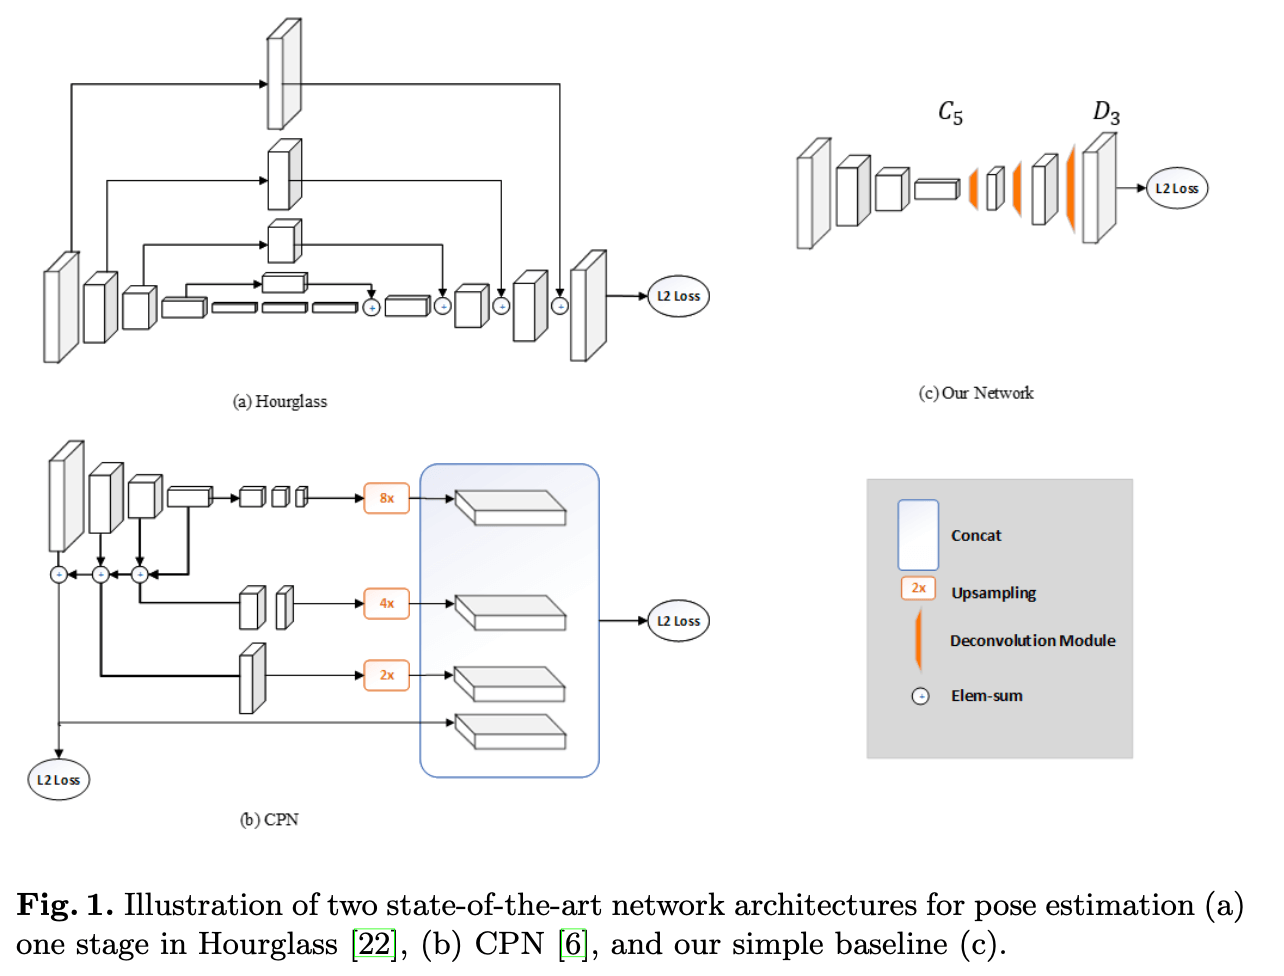 L2 Loss
(a) Hourglass
C5
D3
L2 Loss
(c) Our Network
8x
4x
2x
L2 Loss
L2 Loss
(b) CPN
Concat
2x
Upsampling
Deconvolution Module
Elem-sum
Fig. 1. Illustration of two state-of-the-art network architectures for pose estimation (a)
one stage in Hourglass [22], (b) CPN [6], and our simple baseline (c).